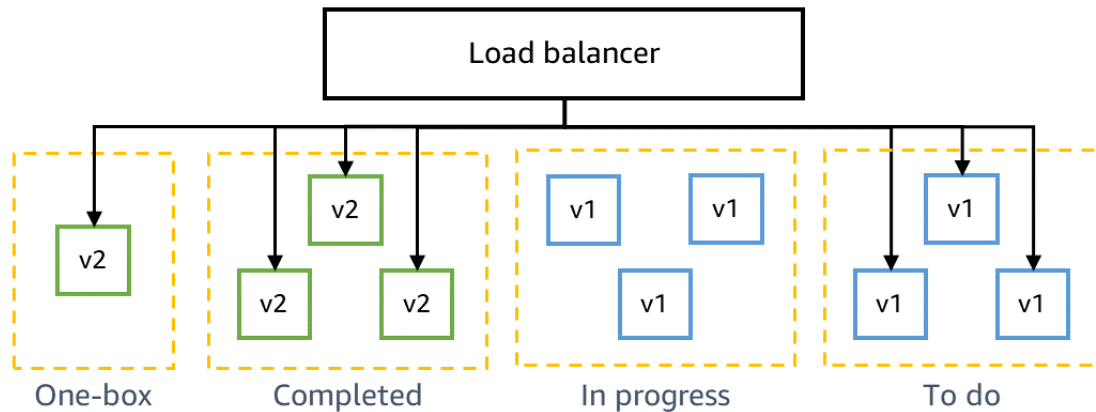 Load balancer
v2
v2
v2
v2
v1
v1
v1
v1
v1
v1
One-box
Completed
In progress
To do